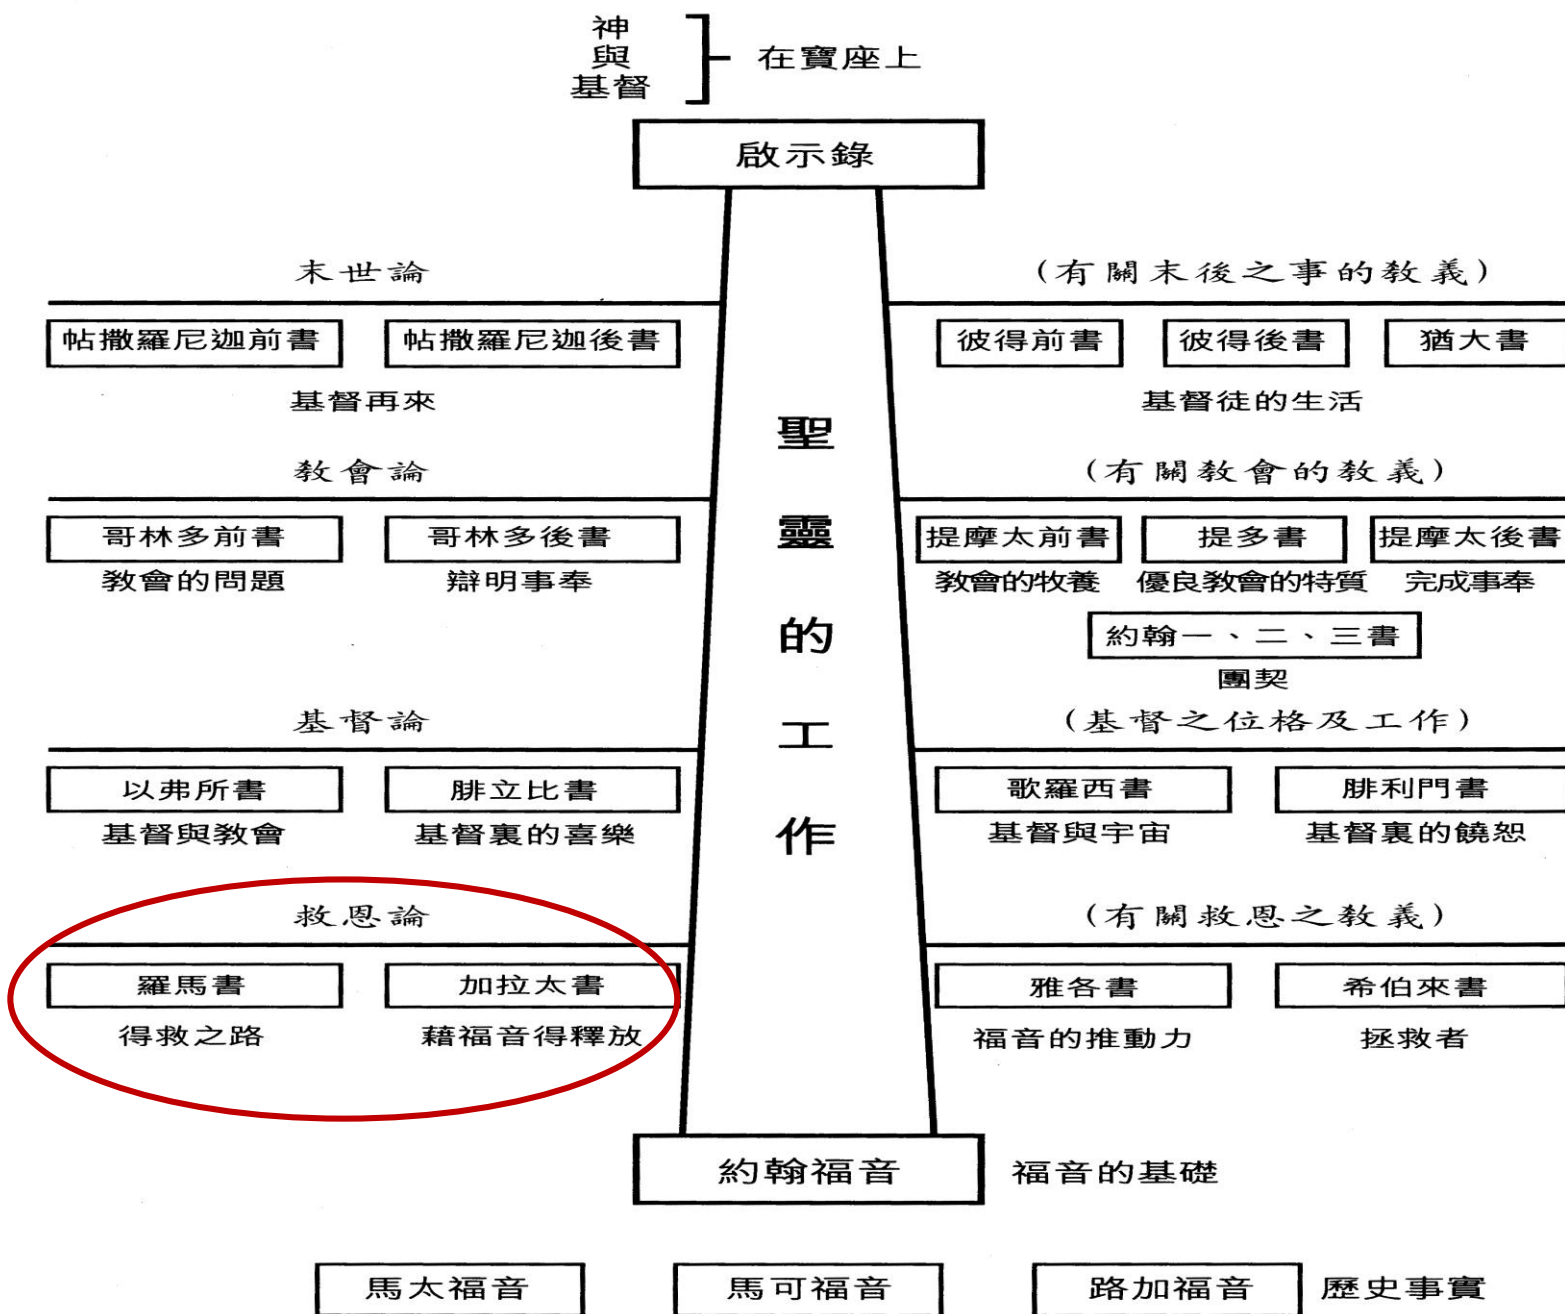 神
與
基督
在寶座上
啟示錄
末世論
(有關末後之事的教義)
帖撒羅尼迦前書 帖撒羅尼迦後書
彼得前書 彼得後書 猶大書
基督再來
基督徒的生活
教會論
(有關教會的教義)
哥林多前書 哥林多後書
提摩太前書 提多書 提摩太後書
教會的問題 辯明事奉
教會的牧養 優良教會的特質 完成事奉
約翰一、二、三書
團契
基督論
(基督之位格及工作)
以弗所書 腓立比書
歌羅西書 腓利門書
基督與教會 基督裏的喜樂
基督與宇宙 基督裏的饒恕
救恩論
(有關救恩之教義)
羅馬書 加拉太書
雅各書 希伯來書
得救之路 藉福音得釋放
福音的推動力 拯救者
聖靈的工作
約翰福音 福音的基礎
馬太福音 馬可福音 路加福音 歷史事實